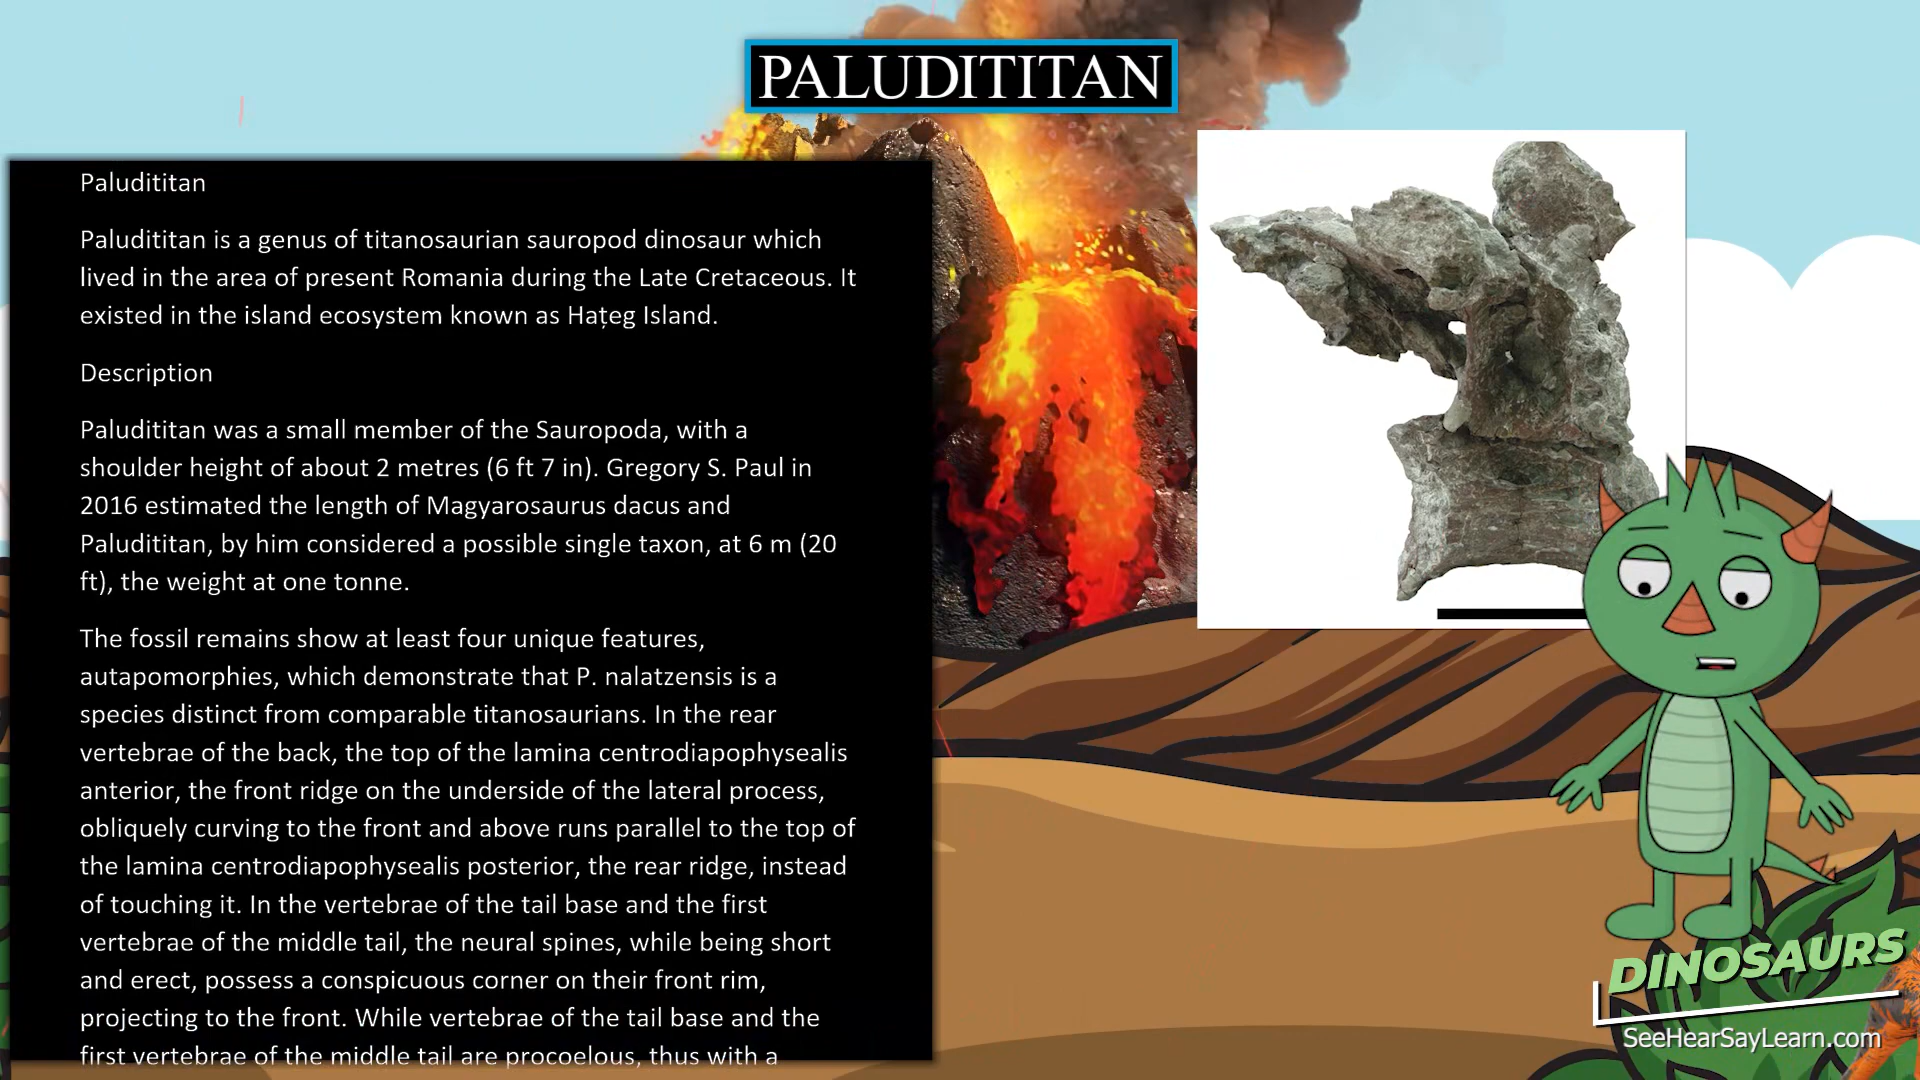 PALUDITITAN
Paludititan
Paludititan is a genus of titanosaurian sauropod dinosaur which
lived in the area of present Romania during the Late Cretaceous. It
existed in the island ecosystem known as Hațeg Island.
Description
Paludititan was a small member of the Sauropoda, with a
shoulder height of about 2 metres (6 ft 7 in). Gregory S. Paul in
2016 estimated the length of Magyarosaurus dacus and
Paludititan, by him considered a possible single taxon, at 6 m (20
ft), the weight at one tonne.
The fossil remains show at least four unique features,
autapomorphies, which demonstrate that P. nalatzensis is a
species distinct from comparable titanosaurians. In the rear
vertebrae of the back, the top of the lamina centrodiapophysealis
anterior, the front ridge on the underside of the lateral process,
obliquely curving to the front and above runs parallel to the top of
the lamina centrodiapophysealis posterior, the rear ridge, instead
of touching it. In the vertebrae of the tail base and the first
vertebrae of the middle tail, the neural spines, while being short
and erect, possess a conspicuous corner on their front rim,
projecting to the front. While vertebrae of the tail base and the
first vertebrae of the middle tail are procoelous, thus with a
DINOSAURS
SeeHearSayLearn.com